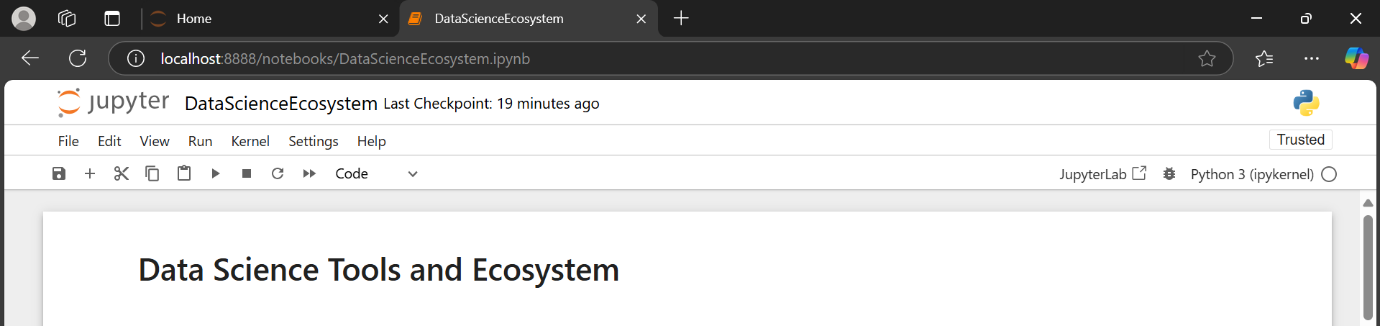 Home
DataScienceEcosystem
localhost:8888/notebooks/DataScienceEcosystem.ipynb
jupyter DataScienceEcosystem Last Checkpoint: 19 minutes ago
File Edit View Run Kernel Settings Help
Trusted
Code
JupyterLab
Python 3 (ipykernel)
Data Science Tools and Ecosystem